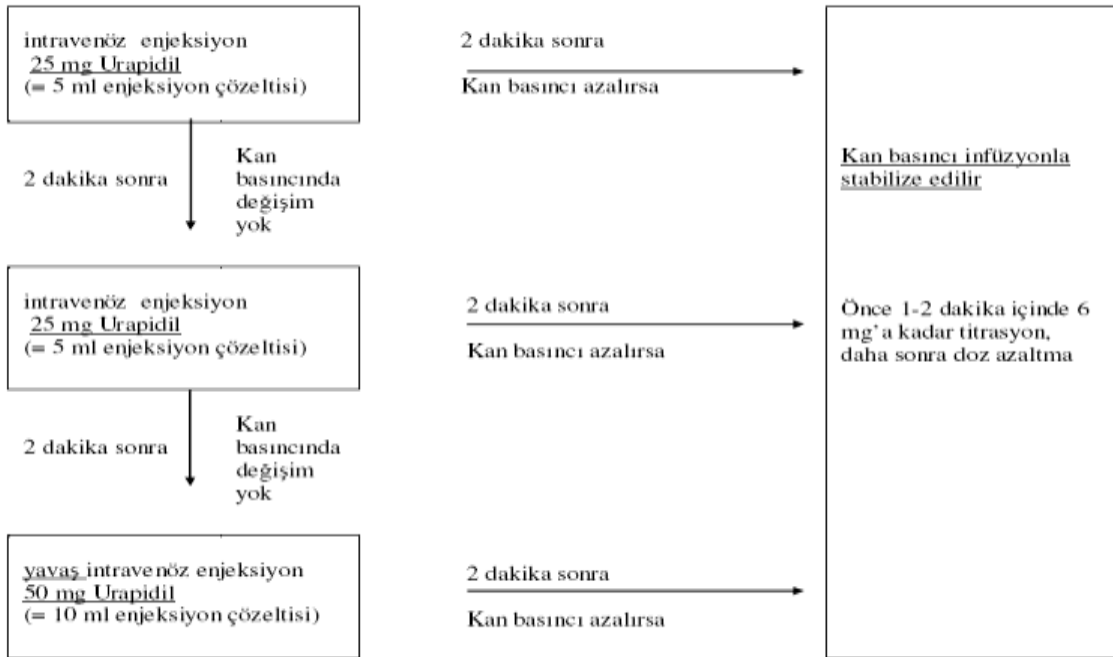 intravenöz enjeksiyon
25 mg Urapidil
(= 5 ml enjeksiyon çözeltisi)
2 dakika sonra
Kan basıncı azalırsa
2 dakika sonra
Kan
basıncında
değişim
yok
Kan basıncı infüzyonla
stabilize edilir
intravenöz enjeksiyon
25 mg Urapidil
(= 5 ml enjeksiyon çözeltisi)
2 dakika sonra
Kan basıncı azalırsa
Önce 1-2 dakika içinde 6
mg'a kadar titrasyon,
daha sonra doz azaltma
2 dakika sonra
Kan
basıncında
değişim
yok
yavaş intravenöz enjeksiyon
50 mg Urapidil
(= 10 ml enjeksiyon çözeltisi)
2 dakika sonra
Kan basıncı azalırsa